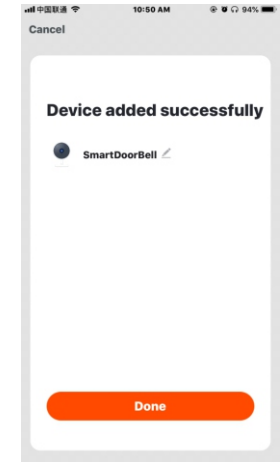 中国联通 10:50 AM 94%
Cancel
Device added successfully
SmartDoorBell
Done